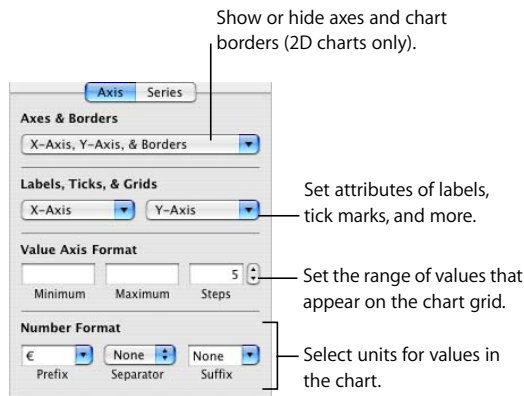 Show or hide axes and chart
borders (2D charts only).
Axis Series
Axes & Borders
X-Axis, Y-Axis, & Borders
Labels, Ticks, & Grids
X-Axis Y-Axis
Set attributes of labels,
tick marks, and more.
Value Axis Format
5
Minimum Maximum Steps
Set the range of values that
appear on the chart grid.
Number Format
€ None None
Prefix Separator Suffix
Select units for values in
the chart.